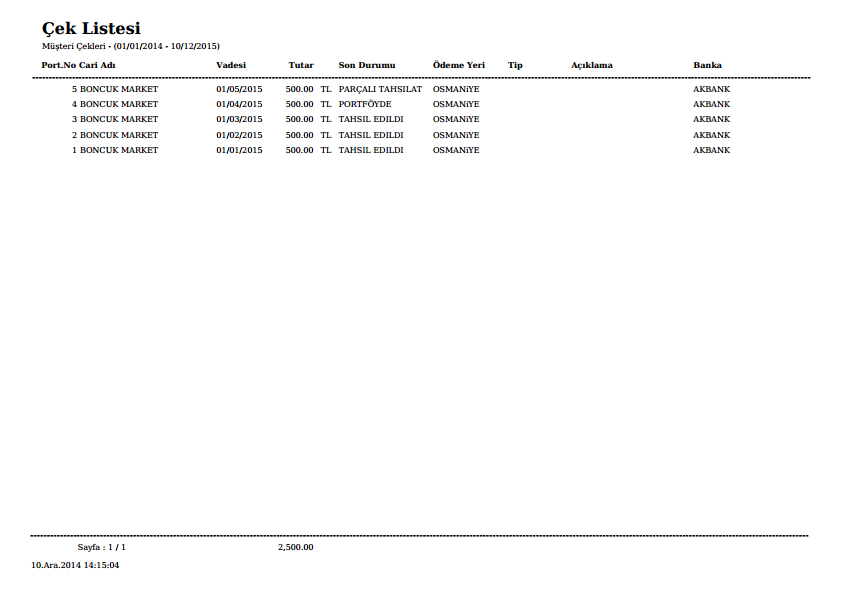 Çek Listesi
Müşteri Çekleri - (01/01/2014 - 10/12/2015)
Port.No Cari Adı Vadesi Tutar Son Durumu Ödeme Yeri Tip Açıklama Banka
5 BONCUK MARKET 01/05/2015 500.00 TL PARÇALI TAHSILAT OSMANiYE AKBANK
4 BONCUK MARKET 01/04/2015 500.00 TL PORTFÖYDE OSMANiYE AKBANK
3 BONCUK MARKET 01/03/2015 500.00 TL TAHSIL EDILDI OSMANiYE AKBANK
2 BONCUK MARKET 01/02/2015 500.00 TL TAHSIL EDILDI OSMANiYE AKBANK
1 BONCUK MARKET 01/01/2015 500.00 TL TAHSIL EDILDI OSMANiYE AKBANK
Sayfa : 1 / 1 2,500.00
10.Ara.2014 14:15:04